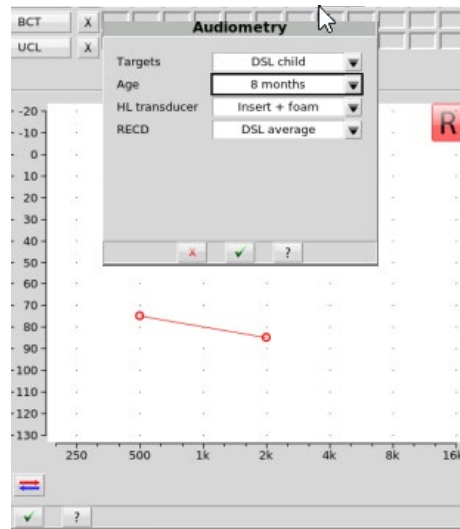 BCT X
UCL X
Audiometry
Targets DSL child
Age 8 months
HL transducer Insert + foam
RECD DSL average
X ?
R
-20
-10
0
10
20
30
40
50
60
70
80
90
100
110
120
130
250 500 1k 2k 4k 8k 16k
?